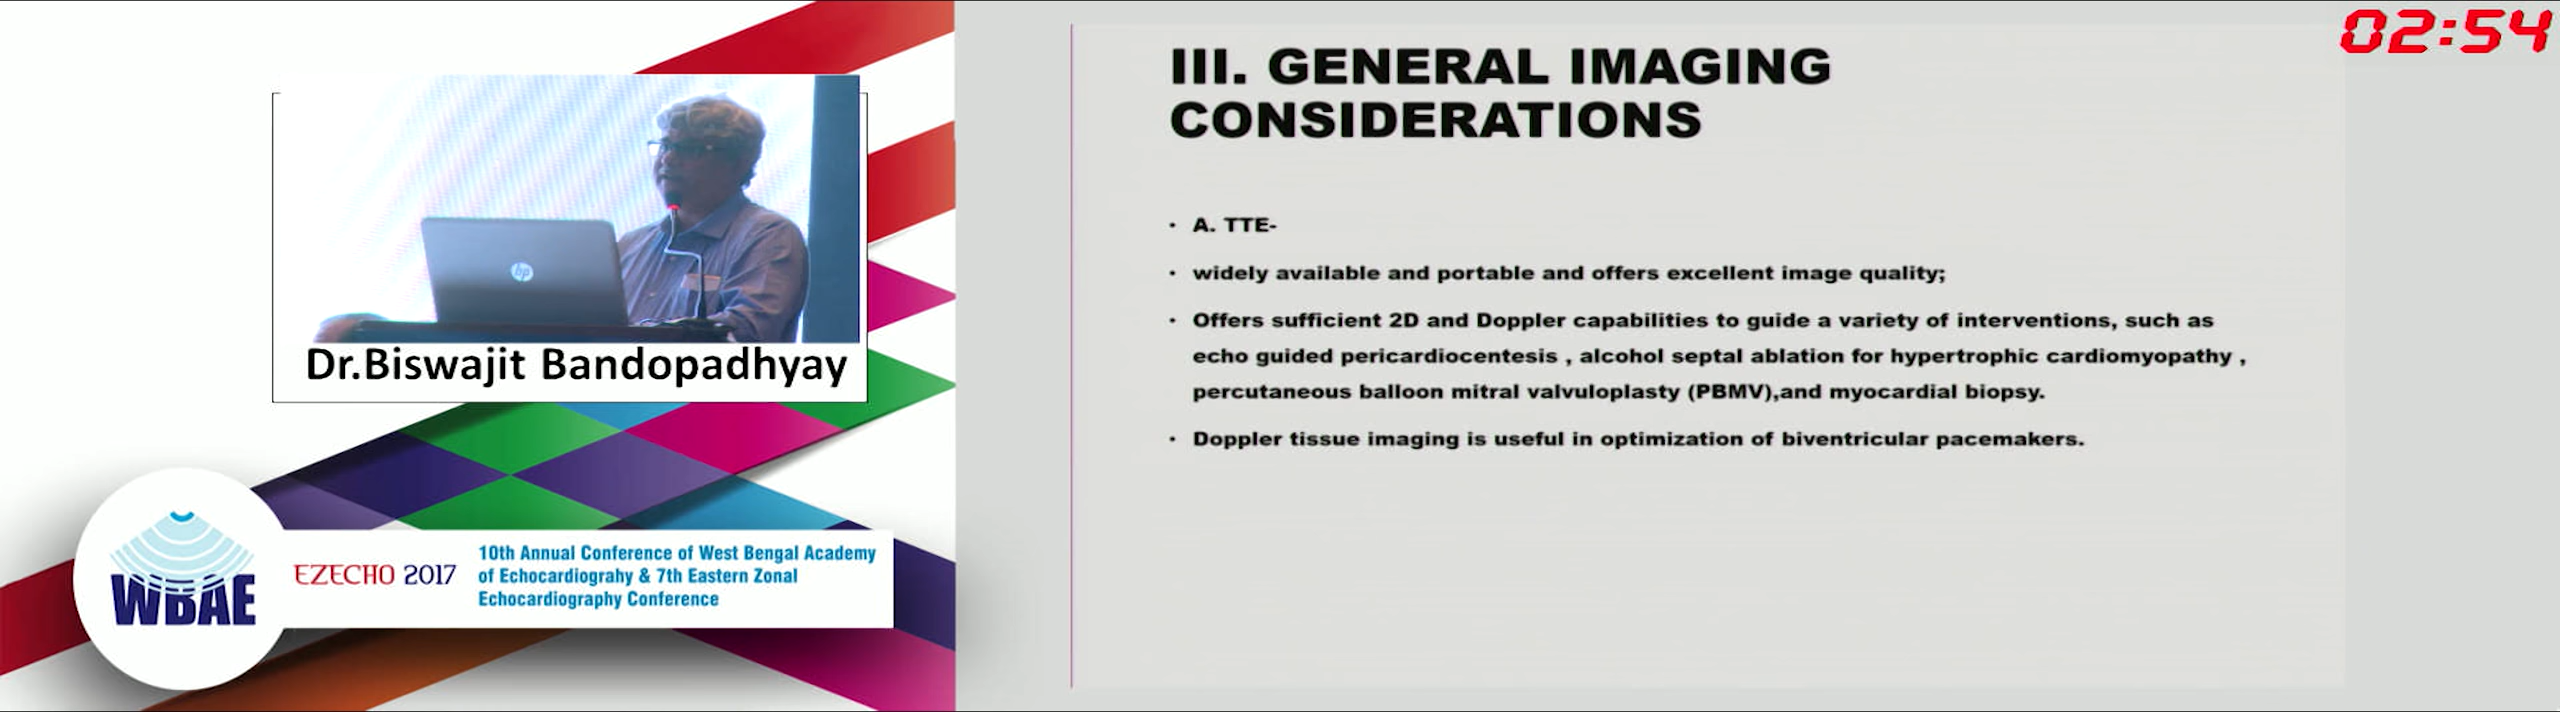 hp
Dr.Biswajit Bandopadhyay
WBAE
EZECHO 2017
10th Annual Conference of West Bengal Academy
of Echocardiograhy & 7th Eastern Zonal
Echocardiography Conference
02:54
III. GENERAL IMAGING
CONSIDERATIONS
• A. TTE-
• widely available and portable and offers excellent image quality;
• Offers sufficient 2D and Doppler capabilities to guide a variety of interventions, such as
echo guided pericardiocentesis , alcohol septal ablation for hypertrophic cardiomyopathy ,
percutaneous balloon mitral valvuloplasty (PBMV),and myocardial biopsy.
• Doppler tissue imaging is useful in optimization of biventricular pacemakers.